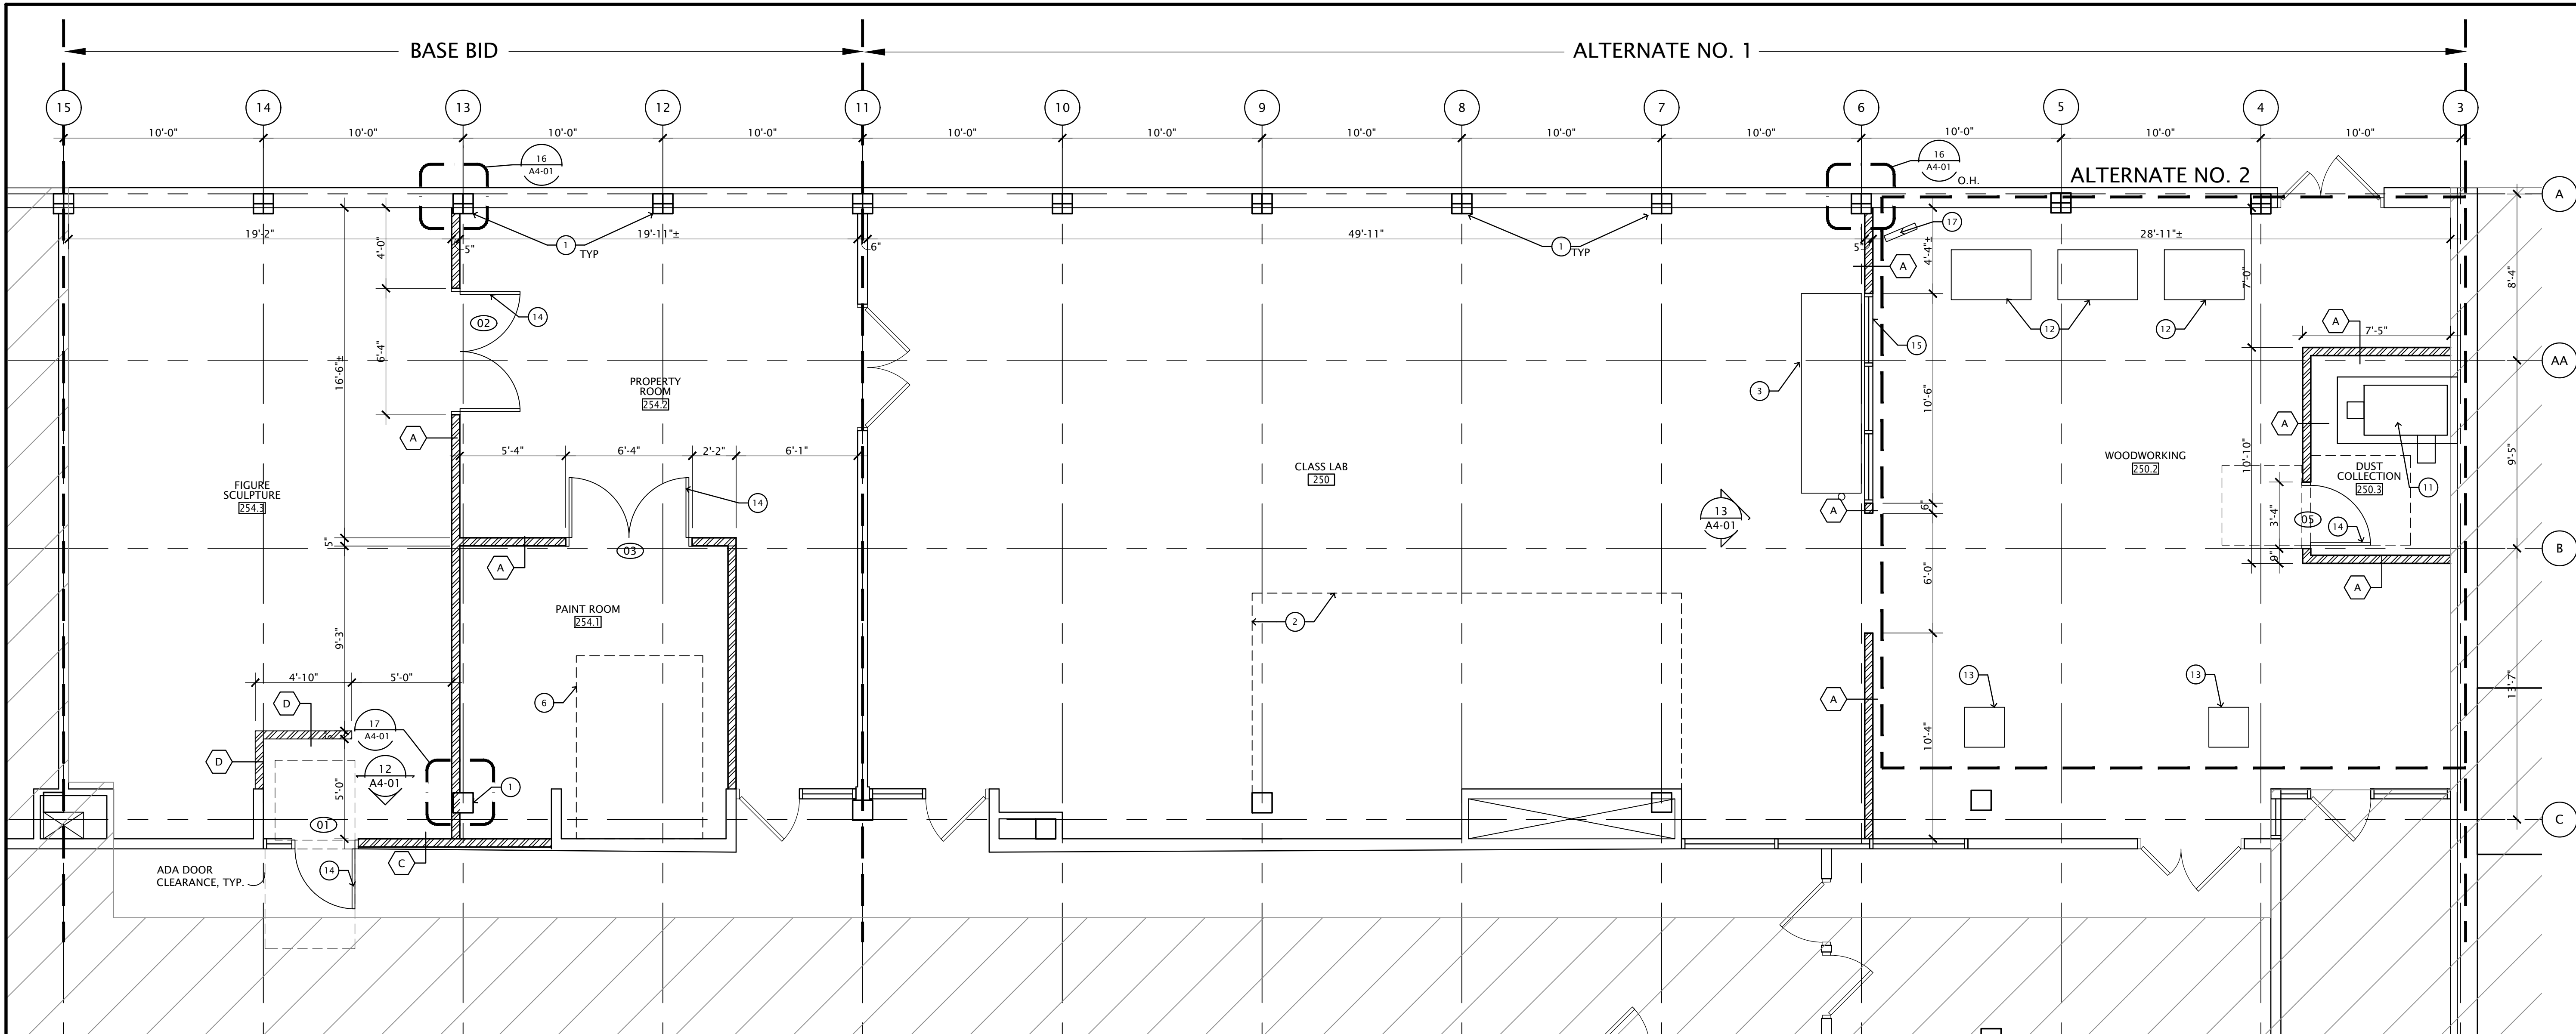 BASE BID
ALTERNATE NO. 1
15
14
13
12
11
10
9
8
7
6
5
4
3
10'-0"
10'-0"
10'-0"
10'-0"
10'-0"
10'-0"
10'-0"
10'-0"
10'-0"
10'-0"
10'-0"
10'-0"
16
A4-01
16
A4-01
O.H.
ALTERNATE NO. 2
A
19'-2"
5"
1
TYP
19'-11"±
6"
49'-11"
1
TYP
5"
17
28'-11"±
4'-0"
4'-4"±
A
7'-0"
8'-4"
02
14
12
12
A
7'-5"
15
6'-4"
16'-6"±
AA
PROPERTY
ROOM
254.2
3
10'-6"
A
A
5'-4"
6'-4"
2'-2"
6'-1"
10'-10"
9'-5"
WOODWORKING
250.2
CLASS LAB
250
DUST
COLLECTION
250.3
11
FIGURE
SCULPTURE
254.3
14
13
A4-01
A
6"
3'-4"
05
14
5"
03
B
9"
A
6'-0"
A
PAINT ROOM
254.1
2
9'-3"
4'-10"
5'-0"
13
13
13'-7"
D
6
A
17
A4-01
10'-4"
D
12
A4-01
1
5'-0"
01
C
C
ADA DOOR
CLEARANCE, TYP.
14